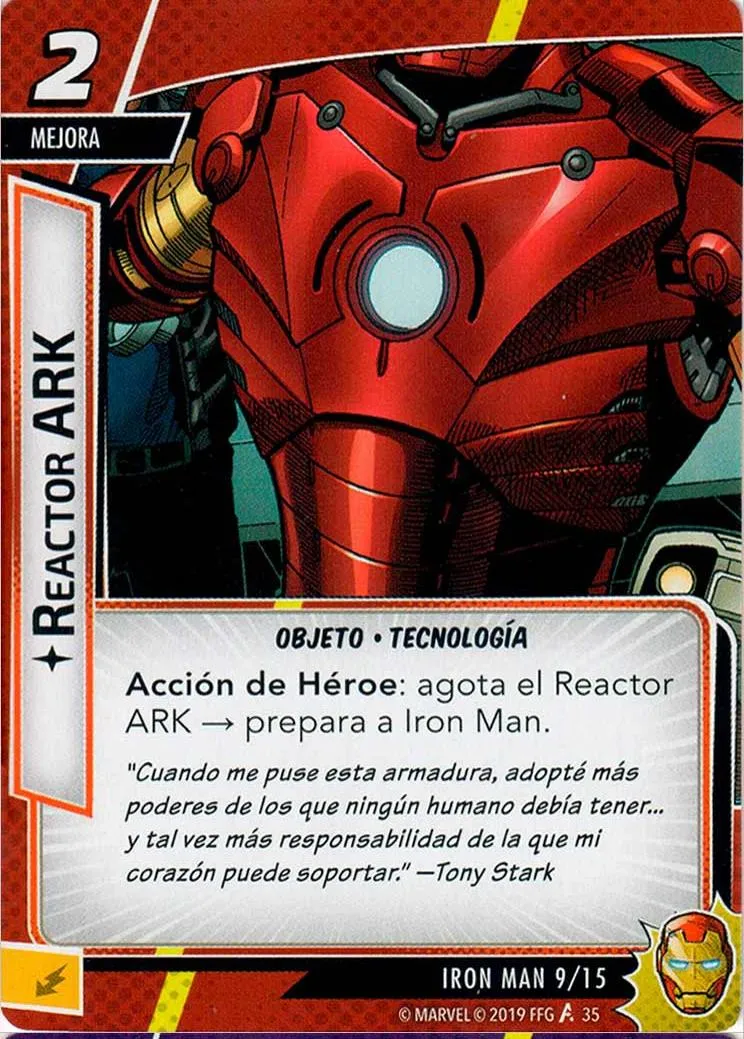 2
MEJORA
REACTOR ARK
OBJETO • TECNOLOGÍA
Acción de Héroe: agota el Reactor
ARK → prepara a Iron Man.
"Cuando me puse esta armadura, adopté más
poderes de los que ningún humano debía tener...
y tal vez más responsabilidad de la que mi
corazón puede soportar." —Tony Stark
IRON MAN 9/15
© MARVEL © 2019 FFG 35